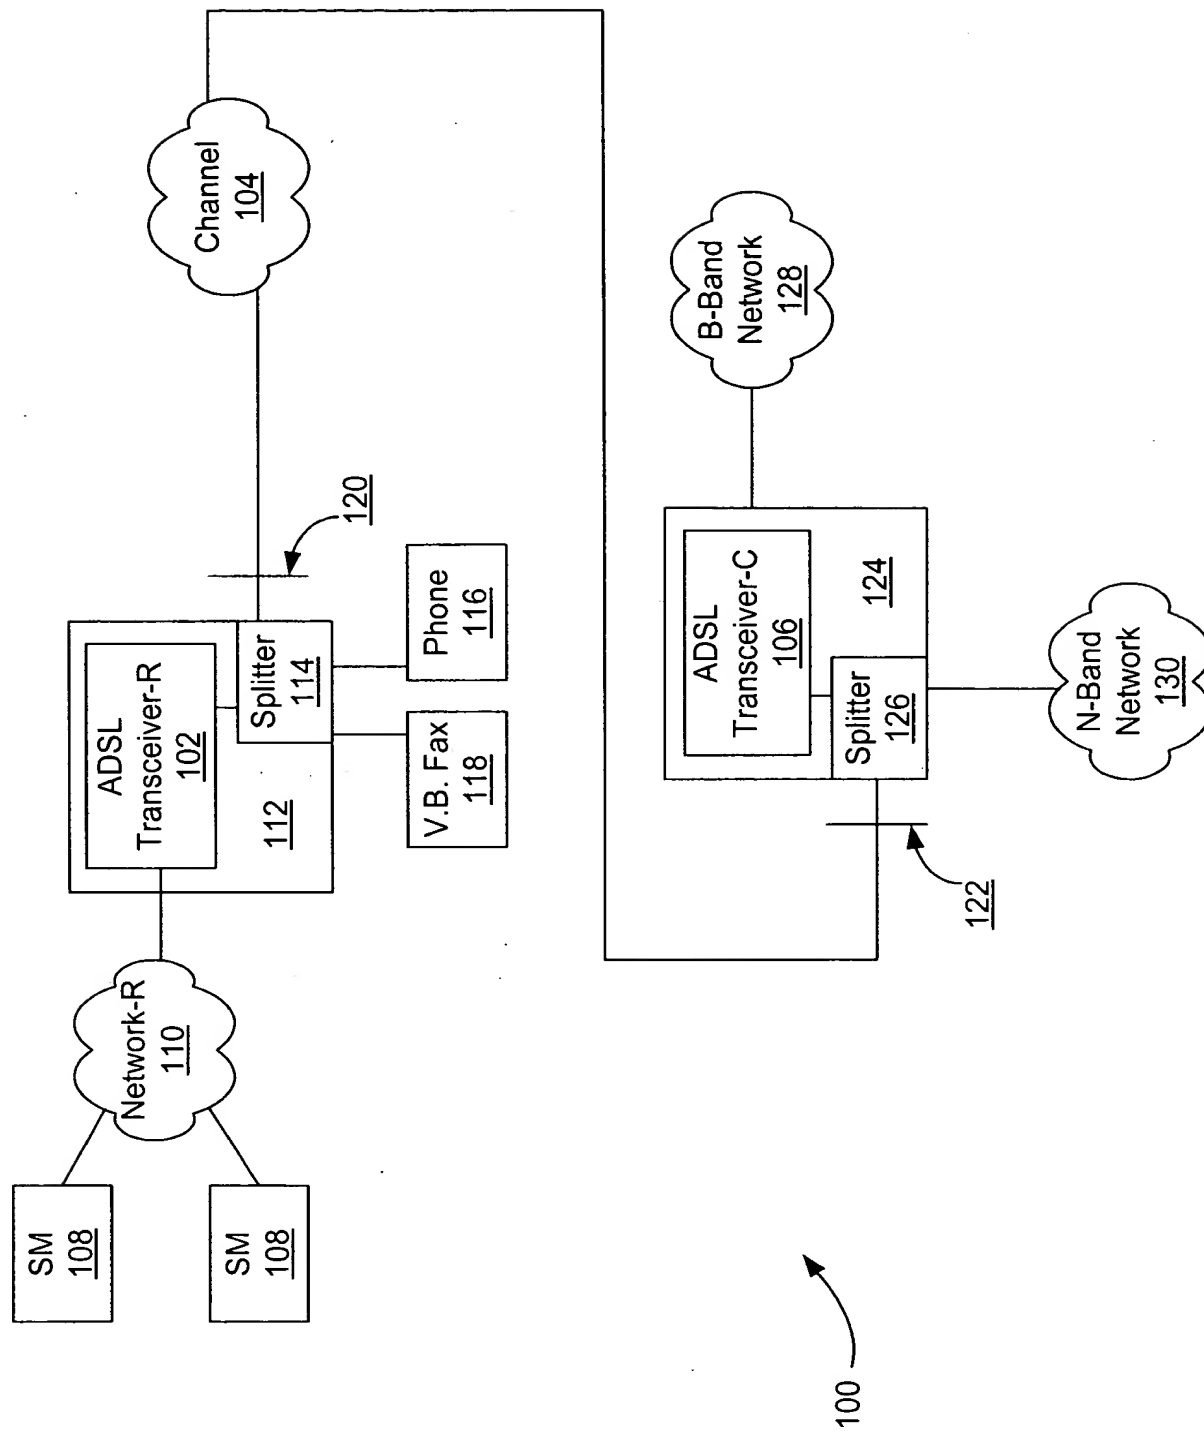 SM
108
SM
108
Network-R
110
ADSL
Transceiver-R
102
112
Splitter
114
V.B. Fax
118
Phone
116
120
Channel
104
122
ADSL
Transceiver-C
106
Splitter
126
124
B-Band
Network
128
N-Band
Network
130
100